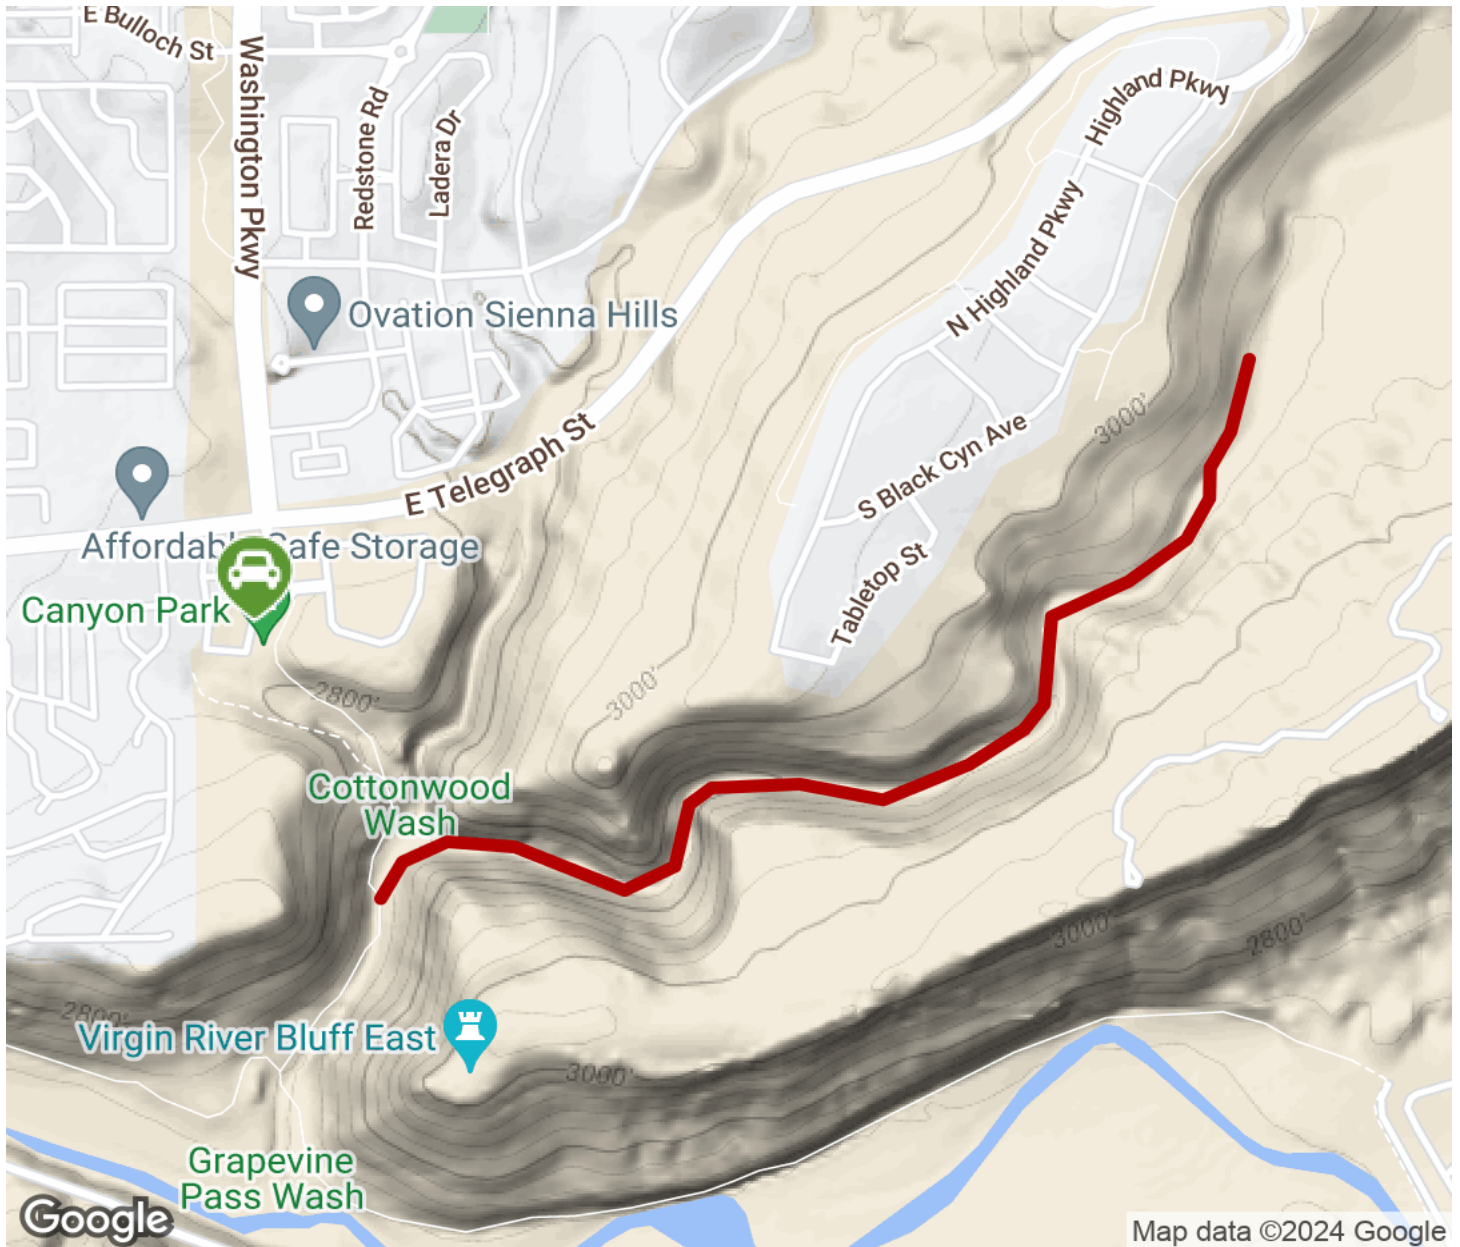 E Bulloch St
Washington Pkwy
Redstone Rd
Ladera Dr
Highland Pkwy
N Highland Pkwy
Ovation Sienna Hills
3000'
E Telegraph St
S Black Cyn Ave
Affordable Safe Storage
Tabletop St
Canyon Park
2800'
3000'
Cottonwood
Wash
3000'
2800'
2800'
Virgin River Bluff East
3000'
Grapevine
Pass Wash
Google
Map data ©2024 Google